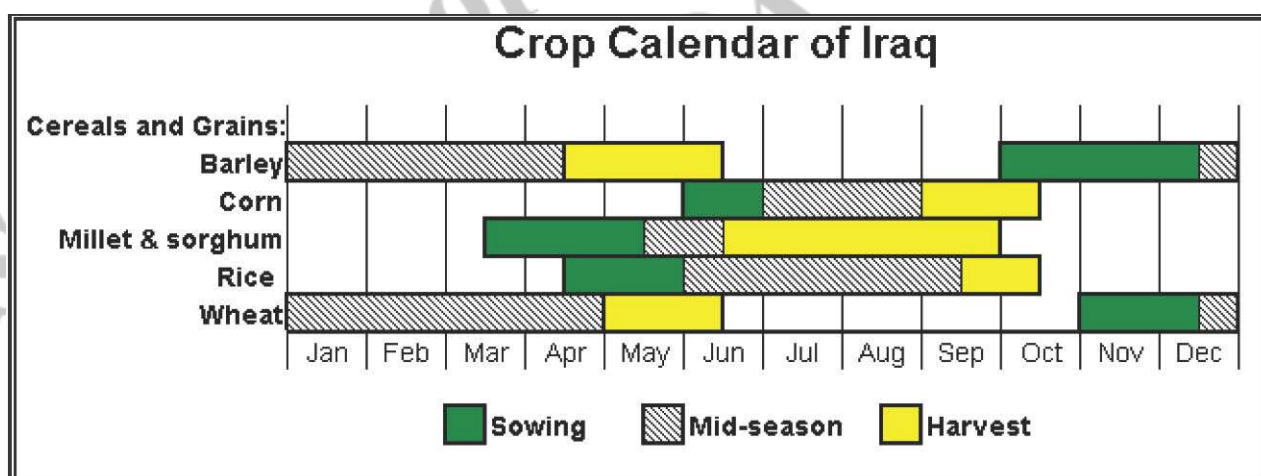 Crop Calendar of Iraq
Cereals and Grains:
Barley
Corn
Millet & sorghum
Rice
Wheat
Jan Feb Mar Apr May Jun Jul Aug Sep Oct Nov Dec
Sowing Mid-season Harvest